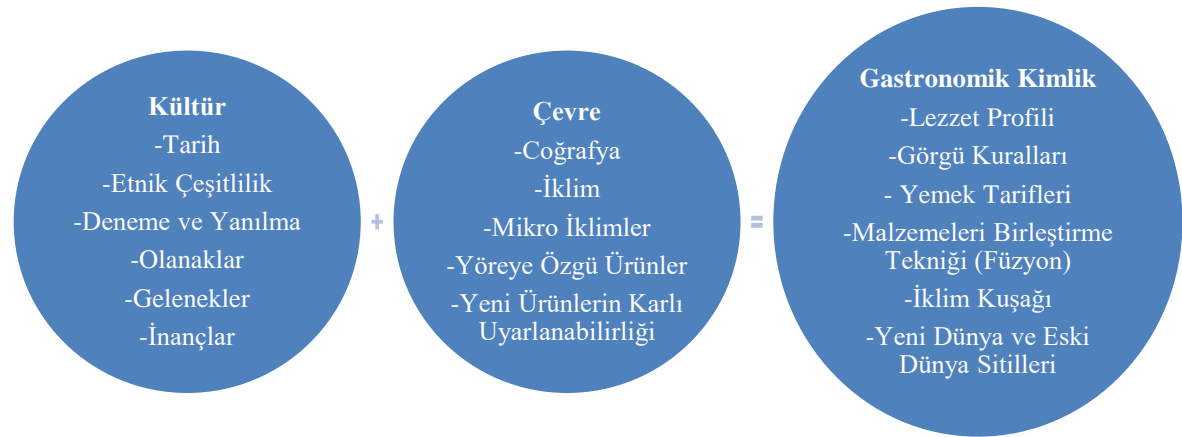 Kültür
-Tarih
-Etnik Çeşitlilik
-Deneme ve Yanılma
-Olanaklar
-Gelenekler
-İnançlar
+
Çevre
-Coğrafya
-İklim
-Mikro İklimler
-Yöreye Özgü Ürünler
-Yeni Ürünlerin Karlı
Uyarlanabilirliği
=
Gastronomik Kimlik
-Lezzet Profili
-Görgü Kuralları
- Yemek Tarifleri
-Malzemeleri Birleştirme
Tekniği (Füzyon)
-İklim Kuşağı
-Yeni Dünya ve Eski
Dünya Sitilleri